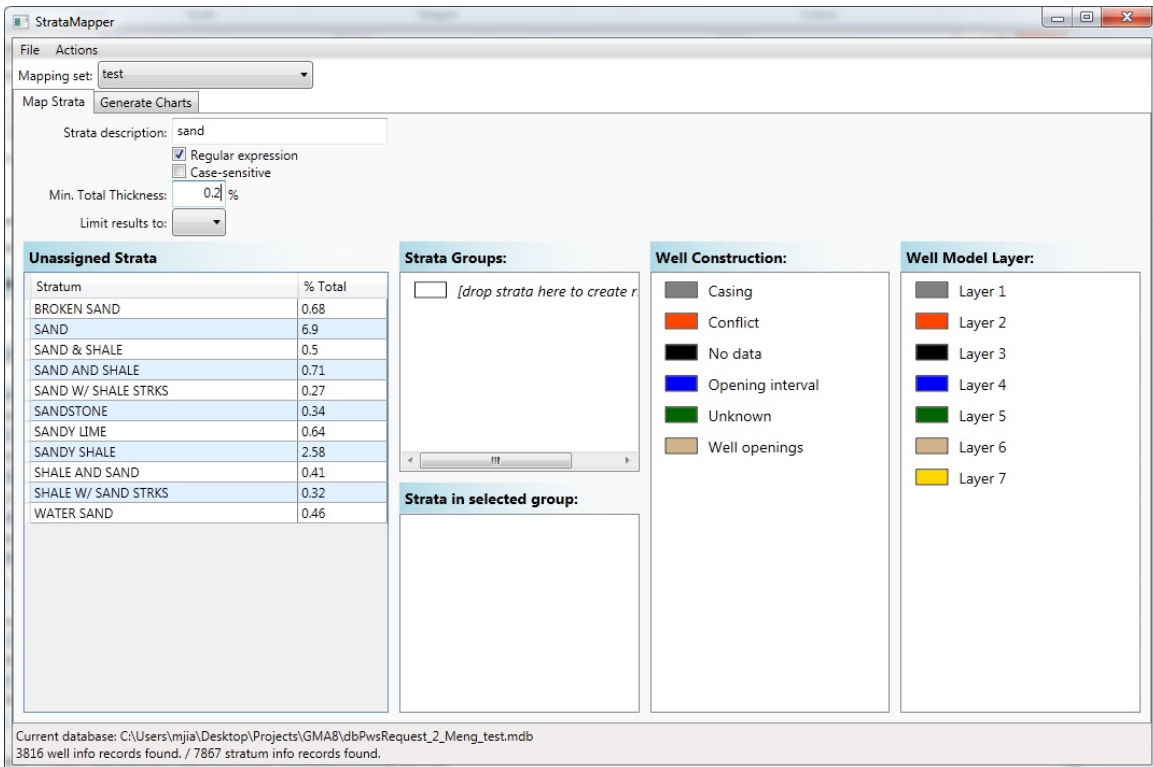 StrataMapper
File Actions
Mapping set: test
Map Strata Generate Charts
Strata description: sand
Regular expression
Case-sensitive
Min. Total Thickness: 0.2 %
Limit results to:
Unassigned Strata
Stratum % Total
BROKEN SAND 0.68
SAND 6.9
SAND & SHALE 0.5
SAND AND SHALE 0.71
SAND W/ SHALE STRKS 0.27
SANDSTONE 0.34
SANDY LIME 0.64
SANDY SHALE 2.58
SHALE AND SAND 0.41
SHALE W/ SAND STRKS 0.32
WATER SAND 0.46
Strata Groups:
[drop strata here to create
Strata in selected group:
Well Construction:
Casing
Conflict
No data
Opening interval
Unknown
Well openings
Well Model Layer:
Layer 1
Layer 2
Layer 3
Layer 4
Layer 5
Layer 6
Layer 7
Current database: C:\Users\mjia\Desktop\Projects\GMA8\dbPwsRequest_2_Meng_test.mdb
3816 well info records found. / 7867 stratum info records found.